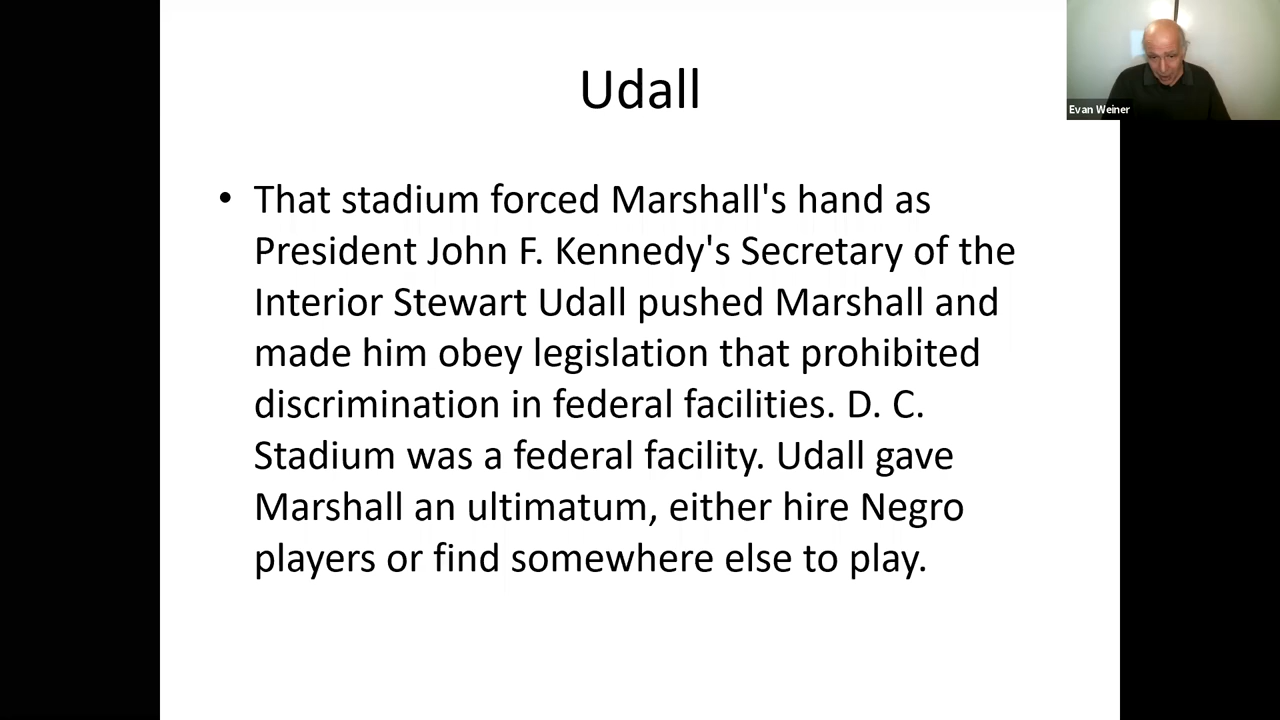 Udall
Evan Weiner
• That stadium forced Marshall's hand as
President John F. Kennedy's Secretary of the
Interior Stewart Udall pushed Marshall and
made him obey legislation that prohibited
discrimination in federal facilities. D. C.
Stadium was a federal facility. Udall gave
Marshall an ultimatum, either hire Negro
players or find somewhere else to play.